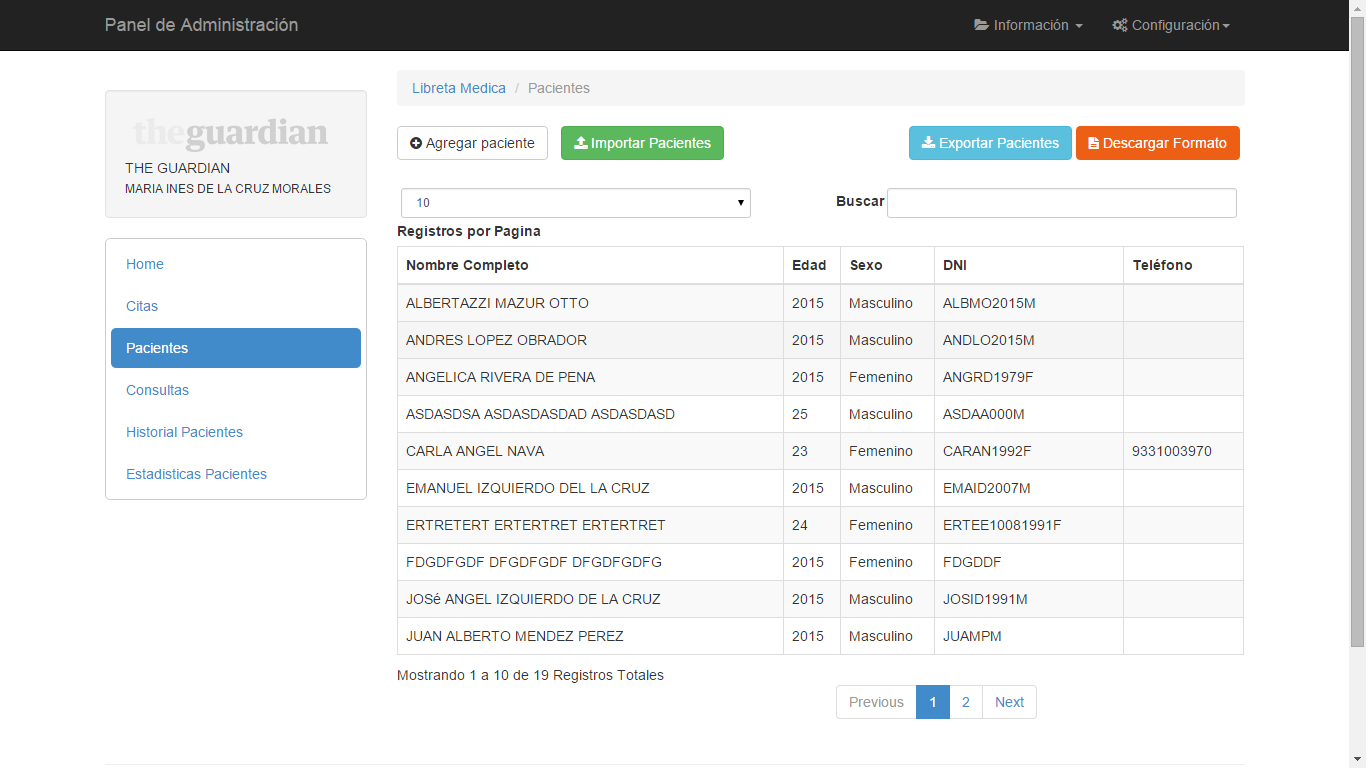 Panel de Administración
Información
Configuración
theguardian
THE GUARDIAN
MARIA INES DE LA CRUZ MORALES
Home
Citas
Pacientes
Consultas
Historial Pacientes
Estadisticas Pacientes
Libreta Medica / Pacientes
Agregar paciente Importar Pacientes Exportar Pacientes Descargar Formato
10 Buscar
Registros por Pagina
Nombre Completo Edad Sexo DNI Teléfono
ALBERTAZZI MAZUR OTTO 2015 Masculino ALBMO2015M
ANDRES LOPEZ OBRADOR 2015 Masculino ANDLO2015M
ANGELICA RIVERA DE PENA 2015 Femenino ANGRD1979F
ASDASDSA ASDASDASDAD ASDASDASD 25 Masculino ASDAA000M
CARLA ANGEL NAVA 23 Femenino CARAN1992F 9331003970
EMANUEL IZQUIERDO DEL LA CRUZ 2015 Masculino EMAID2007M
ERTRETERT ERTERTRET ERTERTRET 24 Femenino ERTEE10081991F
FDGDFGDF DFGDFGDF DFGDFGDFG 2015 Femenino FDGDDF
JOSé ANGEL IZQUIERDO DE LA CRUZ 2015 Masculino JOSID1991M
JUAN ALBERTO MENDEZ PEREZ 2015 Masculino JUAMPM
Mostrando 1 a 10 de 19 Registros Totales
Previous 1 2 Next